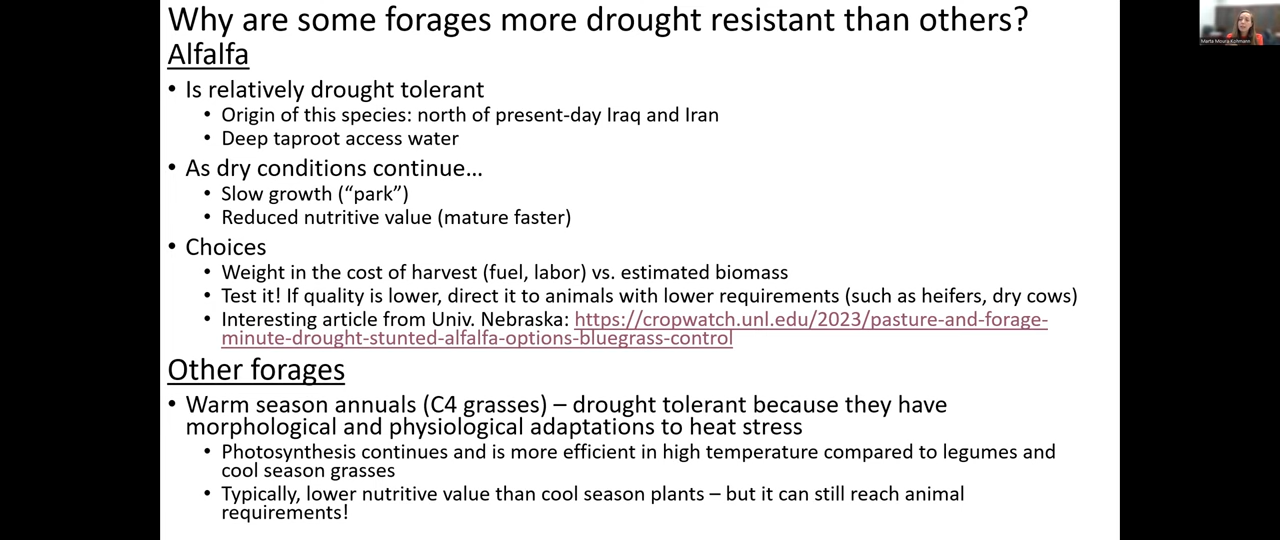 Why are some forages more drought resistant than others?
Alfalfa
• Is relatively drought tolerant
• Origin of this species: north of present-day Iraq and Iran
• Deep taproot access water
• As dry conditions continue…
• Slow growth (“park”)
• Reduced nutritive value (mature faster)
• Choices
• Weight in the cost of harvest (fuel, labor) vs. estimated biomass
• Test it! If quality is lower, direct it to animals with lower requirements (such as heifers, dry cows)
• Interesting article from Univ. Nebraska: https://cropwatch.unl.edu/2023/pasture-and-forage-
minute-drought-stunted-alfalfa-options-bluegrass-control
Other forages
• Warm season annuals (C4 grasses) – drought tolerant because they have
morphological and physiological adaptations to heat stress
• Photosynthesis continues and is more efficient in high temperature compared to legumes and
cool season grasses
• Typically, lower nutritive value than cool season plants – but it can still reach animal
requirements!
Marta Moura Kohmann